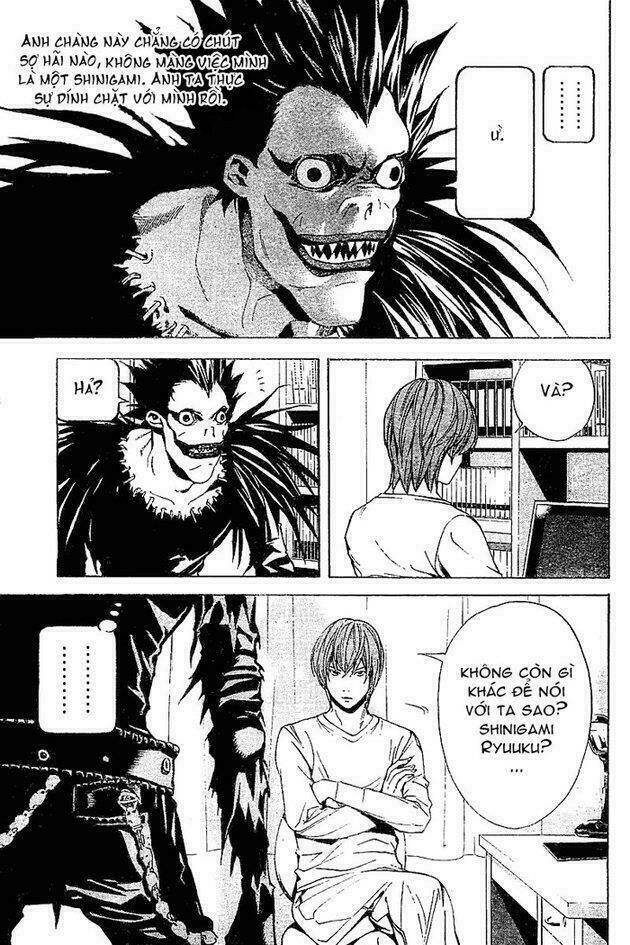 .......
Ừ.
ANH CHÀNG NÀY CHẲNG CÓ CHÚT
SỢ HÃI NÀO, KHÔNG MÀNG VIỆC MÌNH
LÀ MỘT SHINIGAMI. ANH TA THỰC
SỰ DÍNH CHẶT VỚI MÌNH RỒI.
VÀ?
HẢ?
KHÔNG CÒN GÌ
KHÁC ĐỂ NÓI
VỚI TA SAO?
SHINIGAMI
RYUUKU?
...
.......
.......